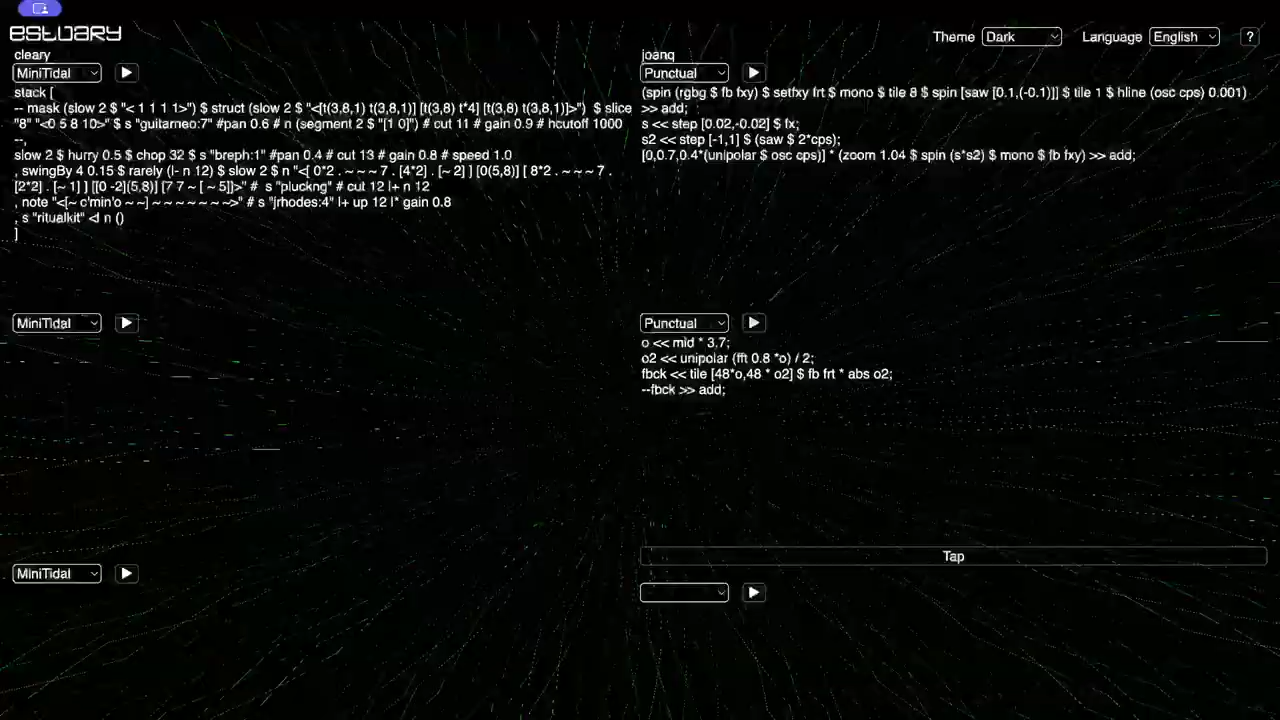 estuary
Theme Dark Language English ?
cleary
MiniTidal
stack [
-- mask (slow 2 $ "< 1 1 1 1>") $ struct (slow 2 $ "<[t(3,8,1) t(3,8,1)] [t(3,8) t*4] [t(3,8) t(3,8,1)]>")  $ slice
"8" "<0 5 8 10>" $ s "guitarneo:7" #pan 0.6 # n (segment 2 $ "[1 0]") # cut 11 # gain 0.9 # hcutoff 1000
--,
slow 2 $ hurry 0.5 $ chop 32 $ s "breph:1" #pan 0.4 # cut 13 # gain 0.8 # speed 1.0
, swingBy 4 0.15 $ rarely (|- n 12) $ slow 2 $ n "<[ 0*2 . ~ ~ ~ 7 . [4*2] . [~ 2] ] [0(5,8)] [ 8*2 . ~ ~ ~ 7 .
[2*2] . [~ 1] ] [[0 -2](5,8)] [7 7 ~ [ ~ 5]]>" #  s "pluckng" # cut 12 |+ n 12
, note "<[~ c'min'o ~ ~] ~ ~ ~ ~ ~ ~ ~>" # s "jrhodes:4" |+ up 12 |* gain 0.8
, s "ritualkit" <| n ()
]
MiniTidal
MiniTidal
joanq
Punctual
(spin (rgbg $ fb fxy) $ setfxy frt $ mono $ tile 8 $ spin [saw [0.1,(-0.1)]] $ tile 1 $ hline (osc cps) 0.001)
>> add;
s << step [0.02,-0.02] $ fx;
s2 << step [-1,1] $ (saw $ 2*cps);
[0,0.7,0.4*(unipolar $ osc cps)] * (zoom 1.04 $ spin (s*s2) $ mono $ fb fxy) >> add;
Punctual
o << mid * 3.7;
o2 << unipolar (fft 0.8 *o) / 2;
fbck << tile [48*o,48 * o2] $ fb frt * abs o2;
--fbck >> add;
Tap